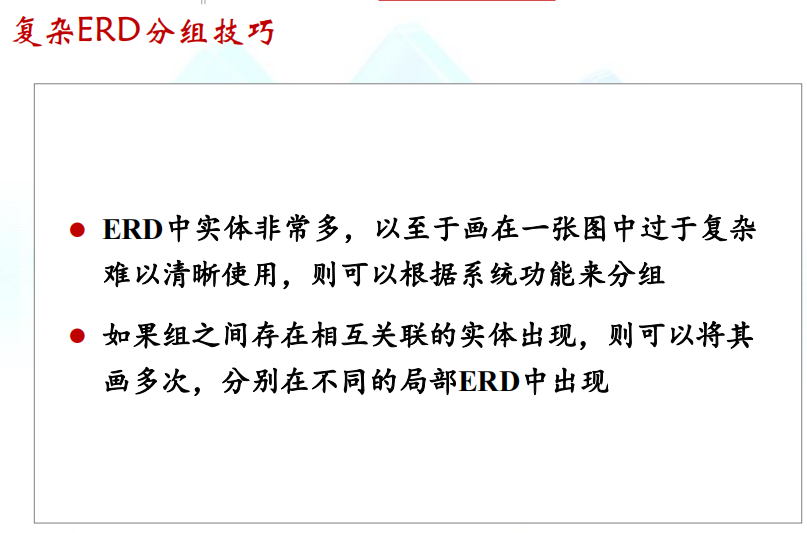 复杂ERD分组技巧
ERD中实体非常多，以至于画在一张图中过于复杂
难以清晰使用，则可以根据系统功能来分组
如果组之间存在相互关联的实体出现，则可以将其
画多次，分别在不同的局部ERD中出现